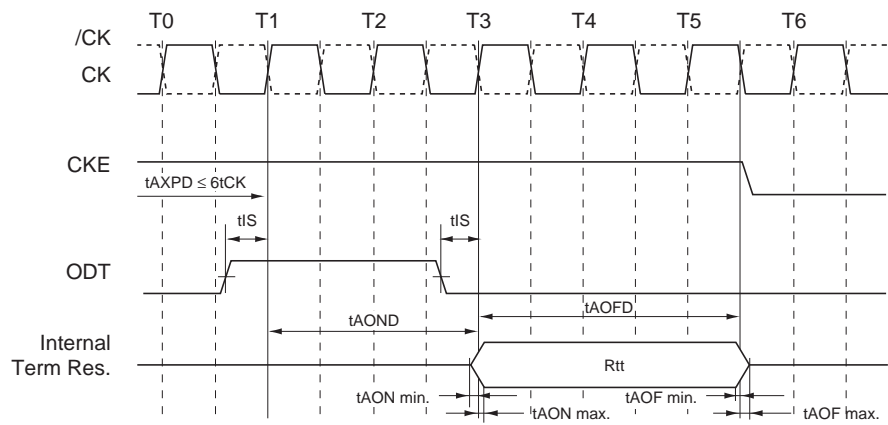 T0 T1 T2 T3 T4 T5 T6
/CK
CK
CKE
tAXPD ≤ 6tCK
tIS tIS
ODT
tAOND tAOFD
Internal
Term Res.
Rtt
tAON min. tAOF min.
tAON max. tAOF max.